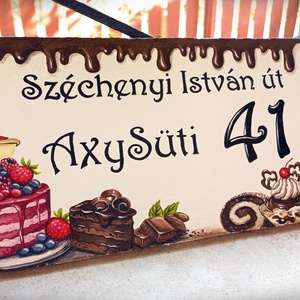 Széchenyi István út
AxySüti 41